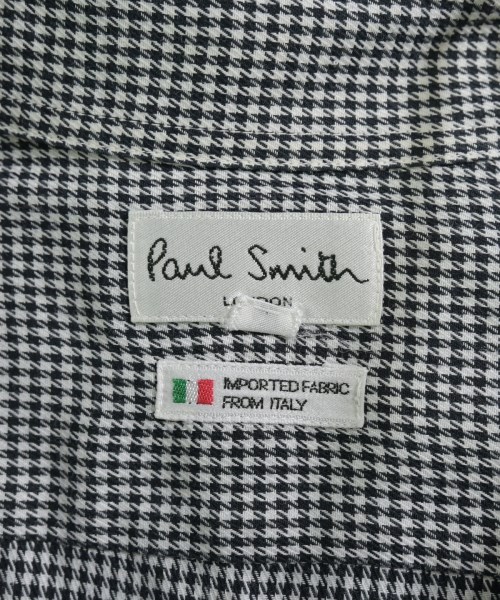 Paul Smith
LONDON
IMPORTED FABRIC
FROM ITALY